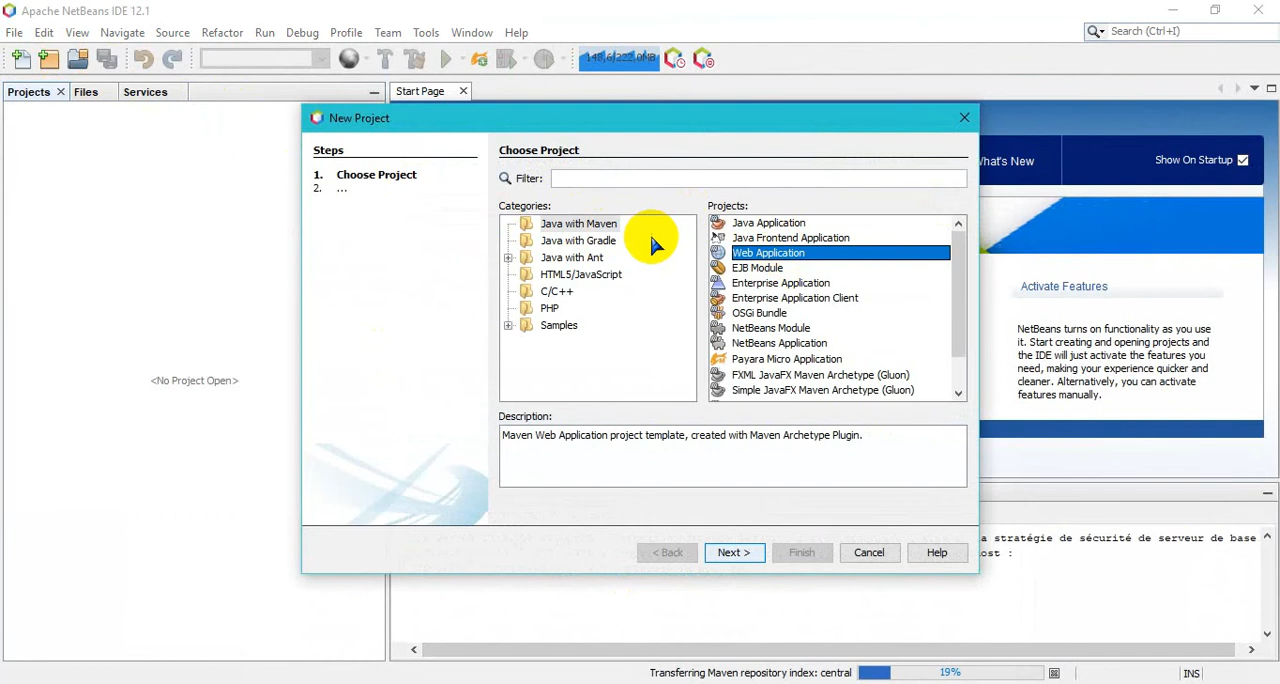 Apache NetBeans IDE 12.1
File Edit View Navigate Source Refactor Run Debug Profile Team Tools Window Help
Search (Ctrl+I)
148,6/222,0MB
Projects Files Services
Start Page
<No Project Open>
What's New
Show On Startup
Activate Features
NetBeans turns on functionality as you use
it. Start creating and opening projects and
the IDE will just activate the features you
need, making your experience quicker and
cleaner. Alternatively, you can activate
features manually.
New Project
Steps
1. Choose Project
2. ...
Choose Project
Filter:
Categories:
Java with Maven
Java with Gradle
Java with Ant
HTML5/JavaScript
C/C++
PHP
Samples
Projects:
Java Application
Java Frontend Application
Web Application
EJB Module
Enterprise Application
Enterprise Application Client
OSGi Bundle
NetBeans Module
NetBeans Application
Payara Micro Application
FXML JavaFX Maven Archetype (Gluon)
Simple JavaFX Maven Archetype (Gluon)
Description:
Maven Web Application project template, created with Maven Archetype Plugin.
< Back Next > Finish Cancel Help
a stratégie de sécurité de serveur de base
ost :
Transferring Maven repository index: central 19% INS